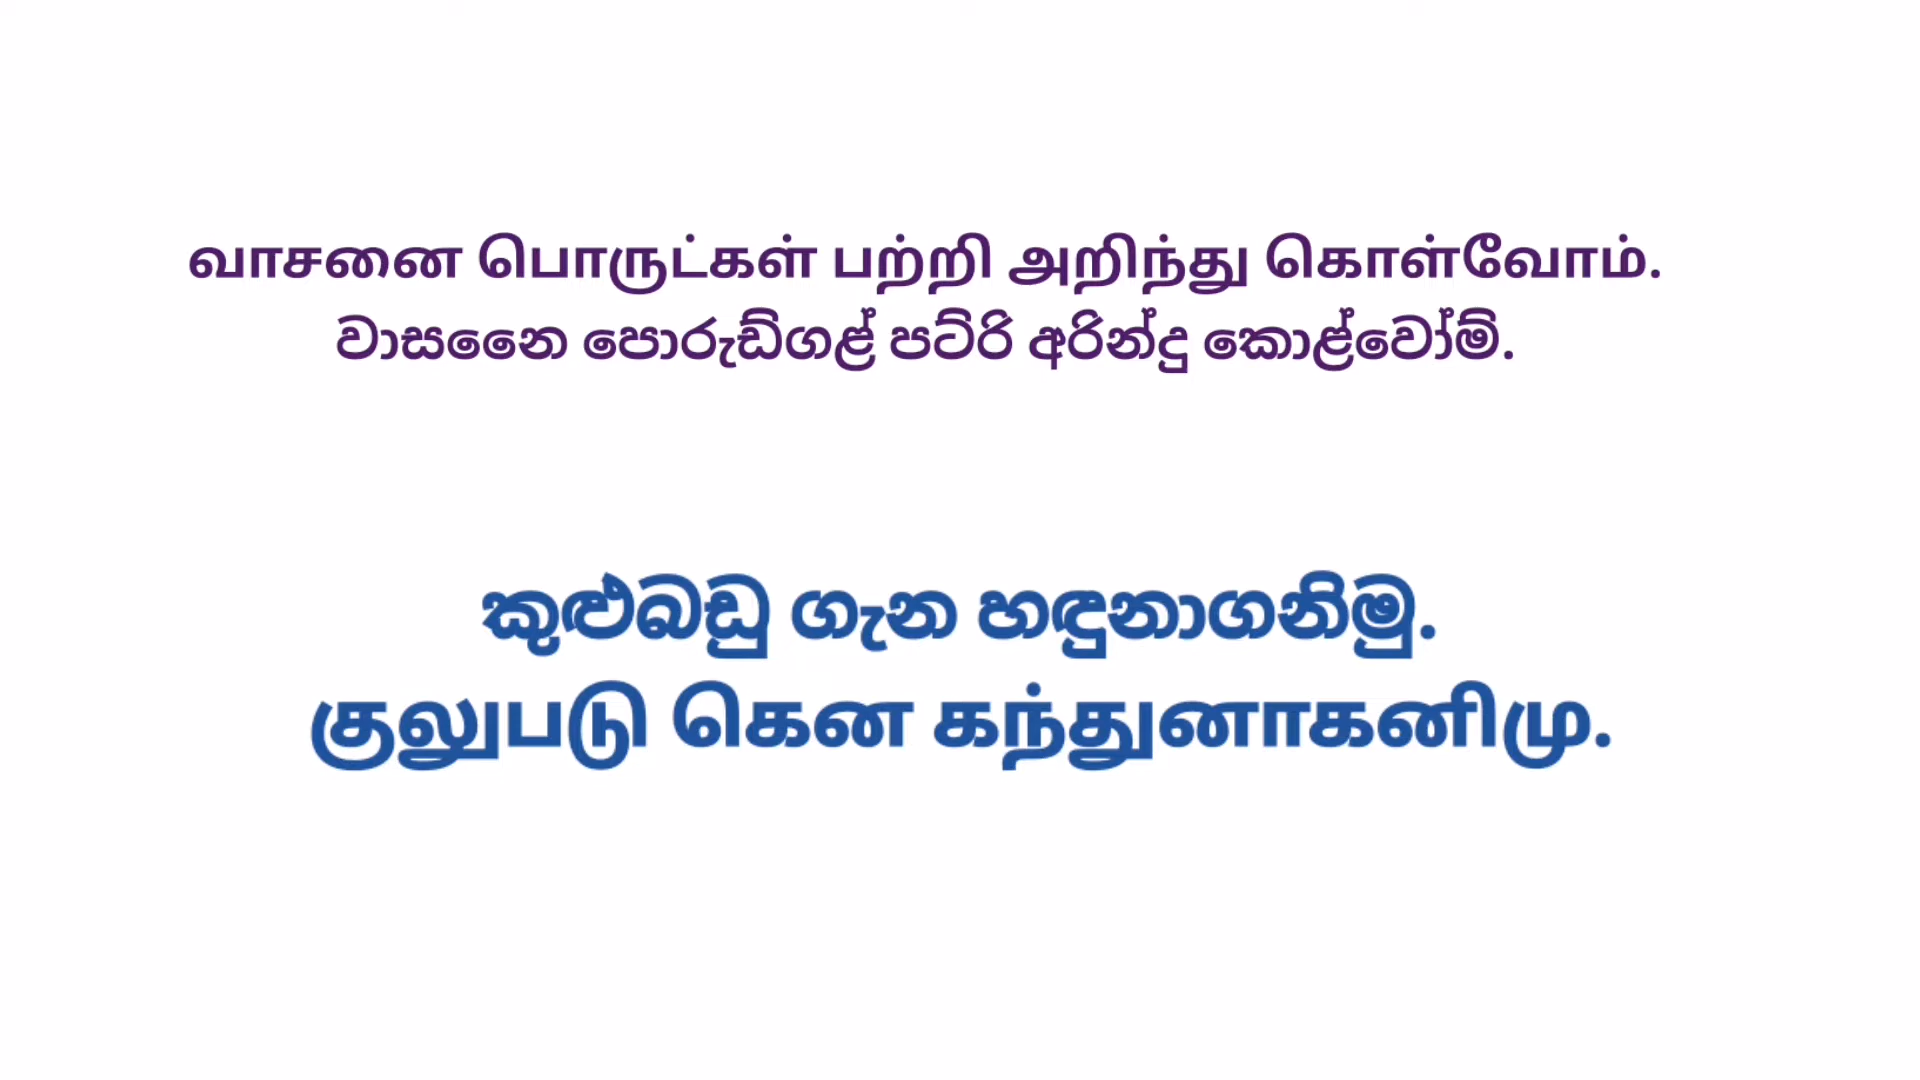 வாசனை பொருட்கள் பற்றி அறிந்து கொள்வோம்.
වාසනෛ පොරුඩ්ගළ් පට්රි අරින්දු කොළ්වෝම්.
කුළුබඩු ගැන හඳුනාගනිමු.
குலுபடு கென கந்துனாகனிமு.